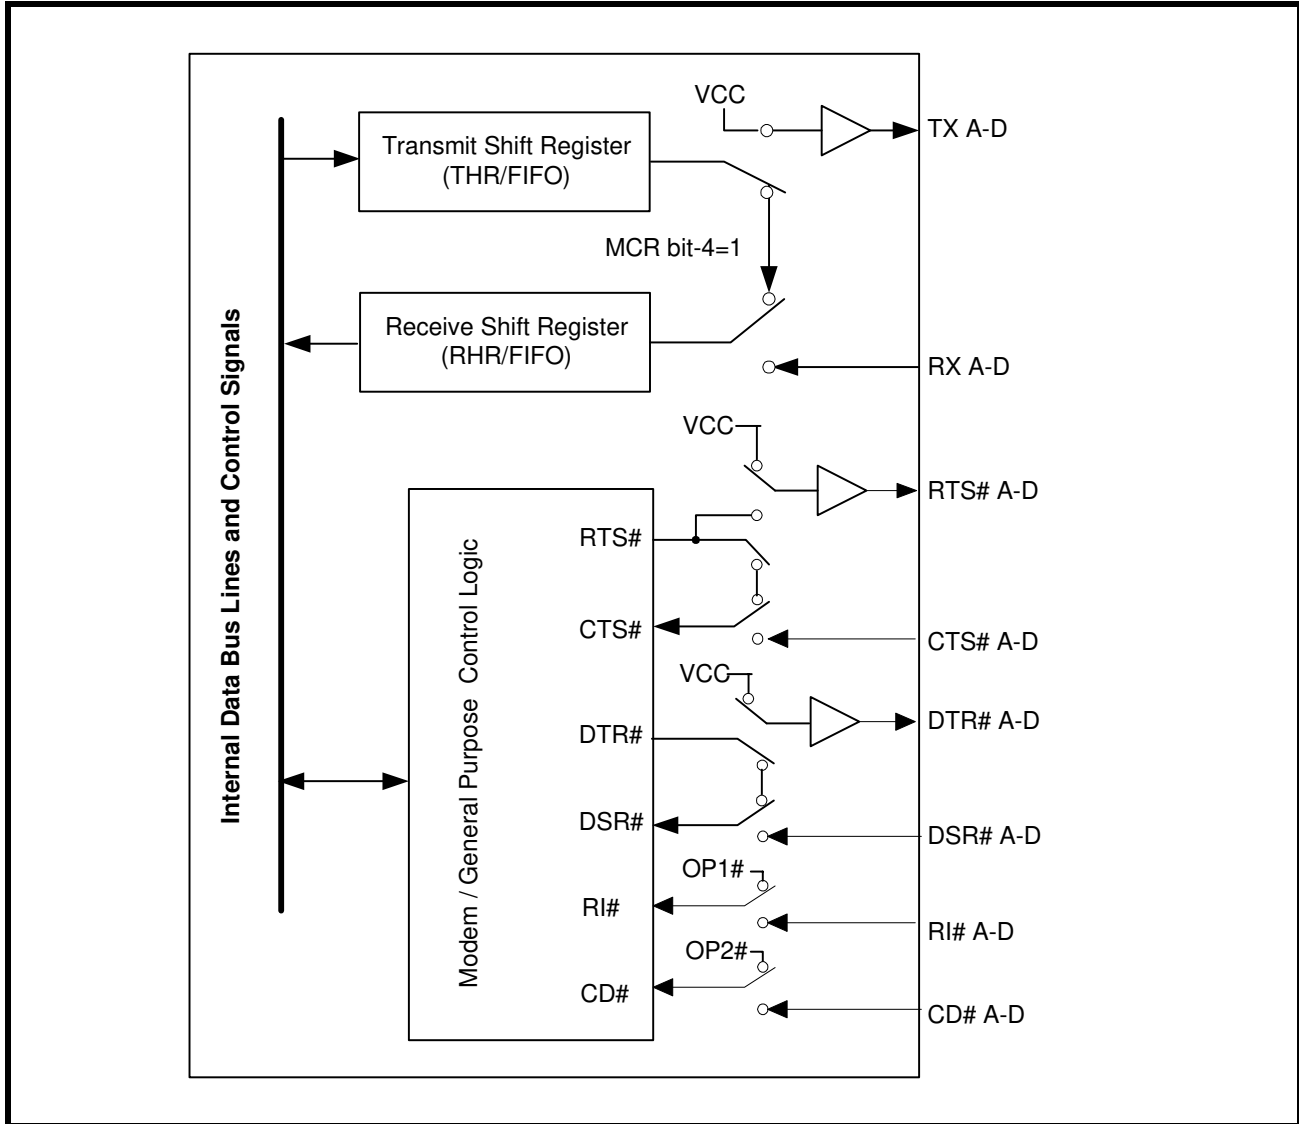 VCC
TX A-D
Transmit Shift Register
(THR/FIFO)
MCR bit-4=1
Receive Shift Register
(RHR/FIFO)
RX A-D
Internal Data Bus Lines and Control Signals
VCC
RTS# A-D
Modem / General Purpose Control Logic
RTS#
CTS#
CTS# A-D
VCC
DTR#
DTR# A-D
DSR#
DSR# A-D
OP1#
RI#
RI# A-D
OP2#
CD#
CD# A-D